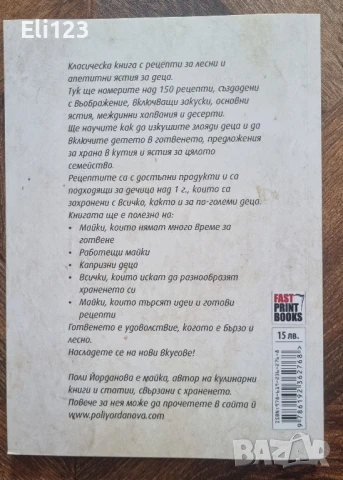 Eli123
Класическа книга с рецепти за лесни и
апетитни ястия за деца.
Тук ще намерите над 150 рецепти, създадени
с въображение, включващи закуски, основни
ястия, междинни хапвания и десерти.
Ще научите как да изкушите злояди деца и да
включите детето в готвенето, предложения
за храна в кутия и ястия за цялото
семейство.
Рецептите са с достъпни продукти и са
подходящи за дечица над 1 г., които са
захранени с всичко, както и за по-големи деца.
Книгата ще е полезна на:
• Майки, които нямат много време за
готвене
• Работещи майки
• Капризни деца
• Всички, които искат да разнообразят
храненето си
• Майки, които търсят идеи и готови
рецепти
Готвенето е удоволствие, когато е бързо и
лесно.
Насладете се на нови вкусове!
Поли Йорданова е майка, автор на кулинарни
книги и статии, свързани с храненето.
Повече за нея може да прочетете в сайта ѝ
www.poliyordanova.com
FAST
PRINT
BOOKS
15 лв.
BAZAR